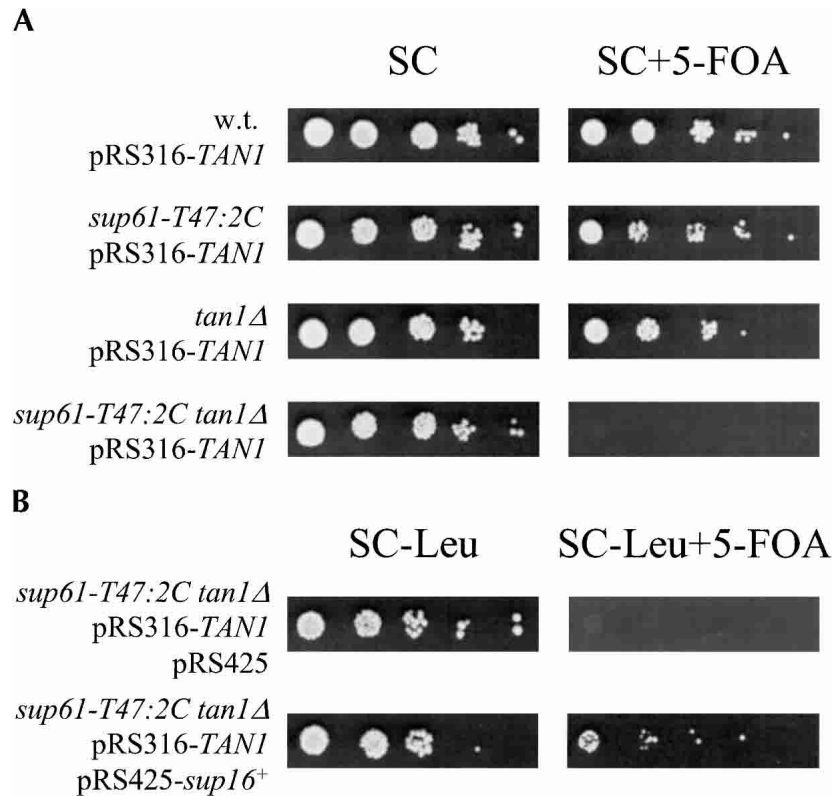 A
SC SC+5-FOA
w.t.
pRS316-TAN1
sup61-T47:2C
pRS316-TAN1
tan1Δ
pRS316-TAN1
sup61-T47:2C tan1Δ
pRS316-TAN1
B
SC-Leu SC-Leu+5-FOA
sup61-T47:2C tan1Δ
pRS316-TAN1
pRS425
sup61-T47:2C tan1Δ
pRS316-TAN1
pRS425-sup16⁺